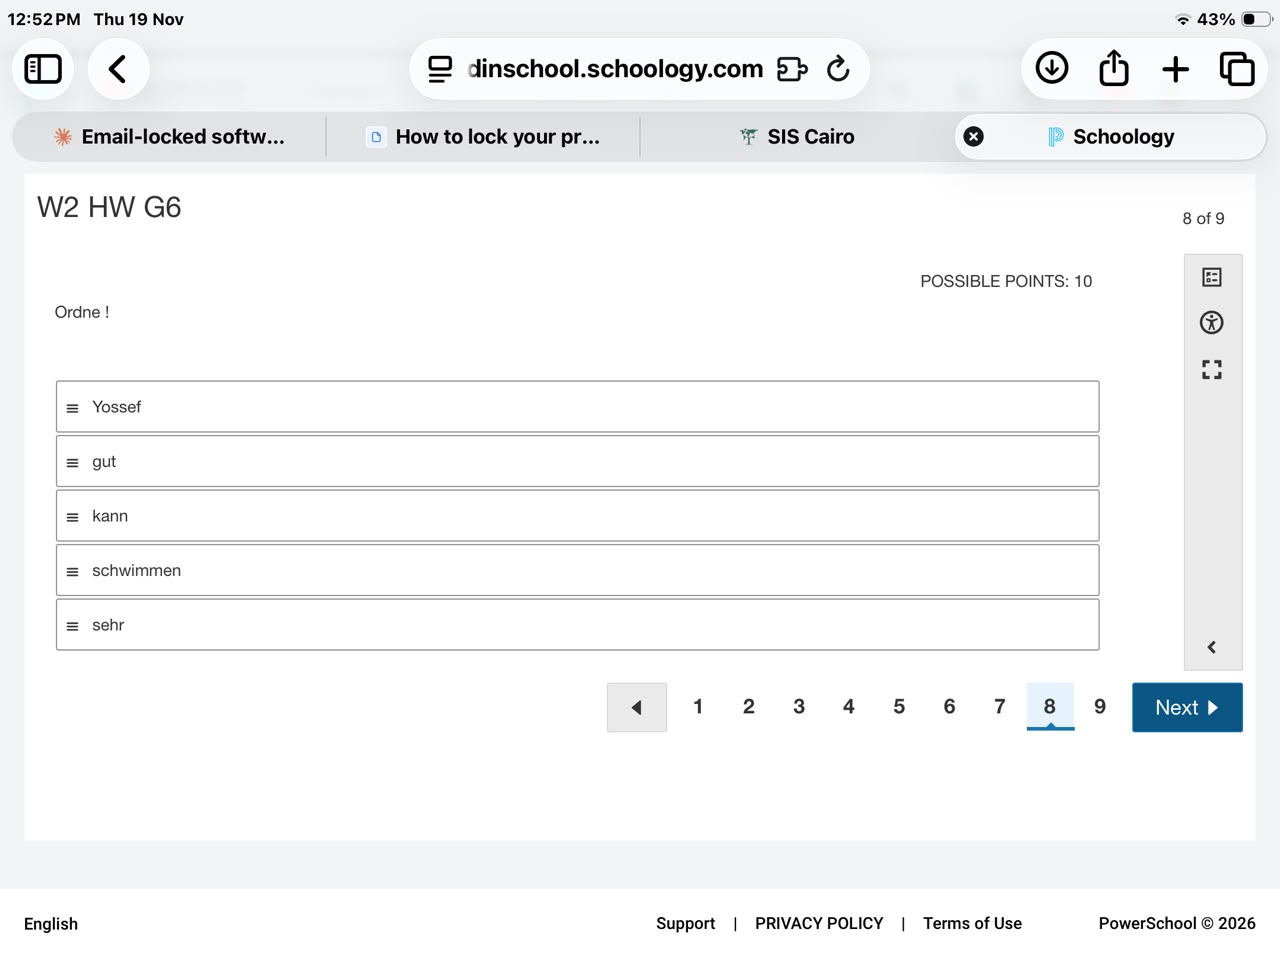 12:52 PM Thu 19 Nov
43%
dinschool.schoology.com
Email-locked softw...
How to lock your pr...
SIS Cairo
Schoology
W2 HW G6
8 of 9
POSSIBLE POINTS: 10
Ordne !
Yossef
gut
kann
schwimmen
sehr
1 2 3 4 5 6 7 8 9 Next
English
Support | PRIVACY POLICY | Terms of Use
PowerSchool © 2026